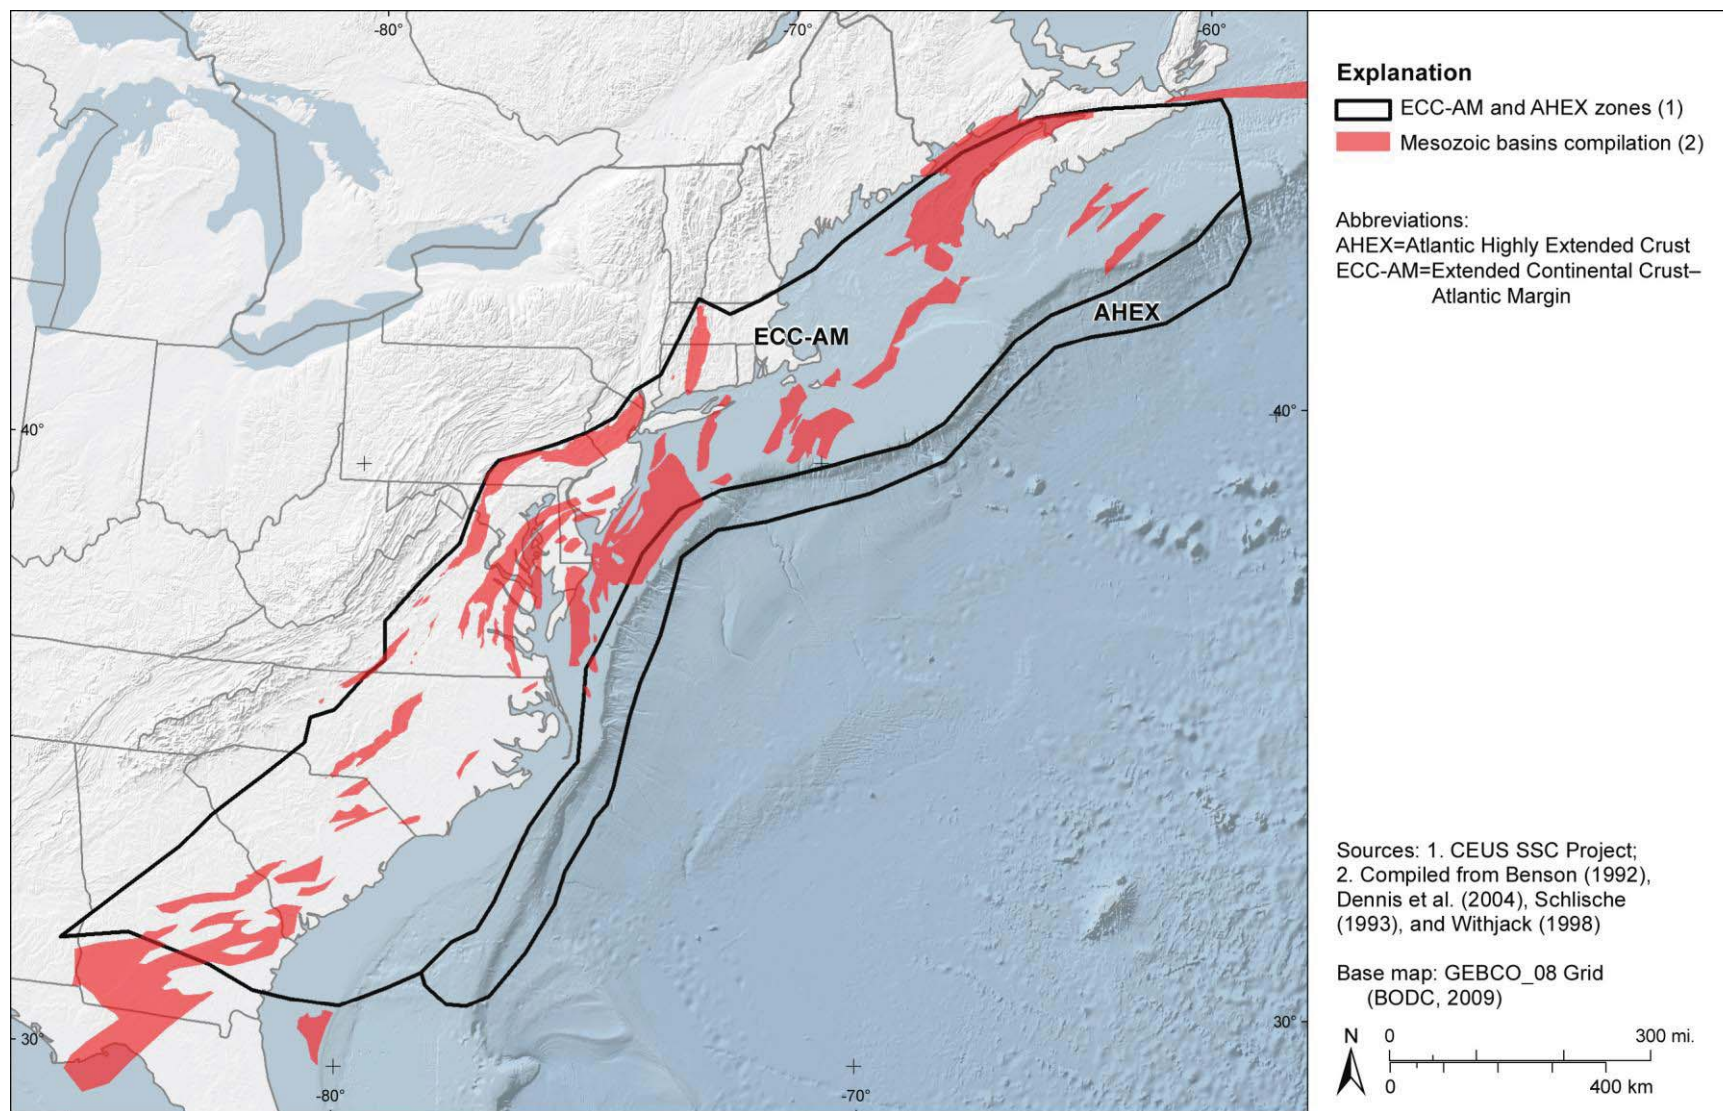 -80°
-70°
-60°
Explanation
ECC-AM and AHEX zones (1)
Mesozoic basins compilation (2)
Abbreviations:
AHEX=Atlantic Highly Extended Crust
ECC-AM=Extended Continental Crust–
Atlantic Margin
AHEX
ECC-AM
40°
40°
Sources: 1. CEUS SSC Project;
2. Compiled from Benson (1992),
Dennis et al. (2004), Schlische
(1993), and Withjack (1998)
Base map: GEBCO_08 Grid
(BODC, 2009)
30°
30°
N
0
300 mi.
0
400 km
-80°
-70°